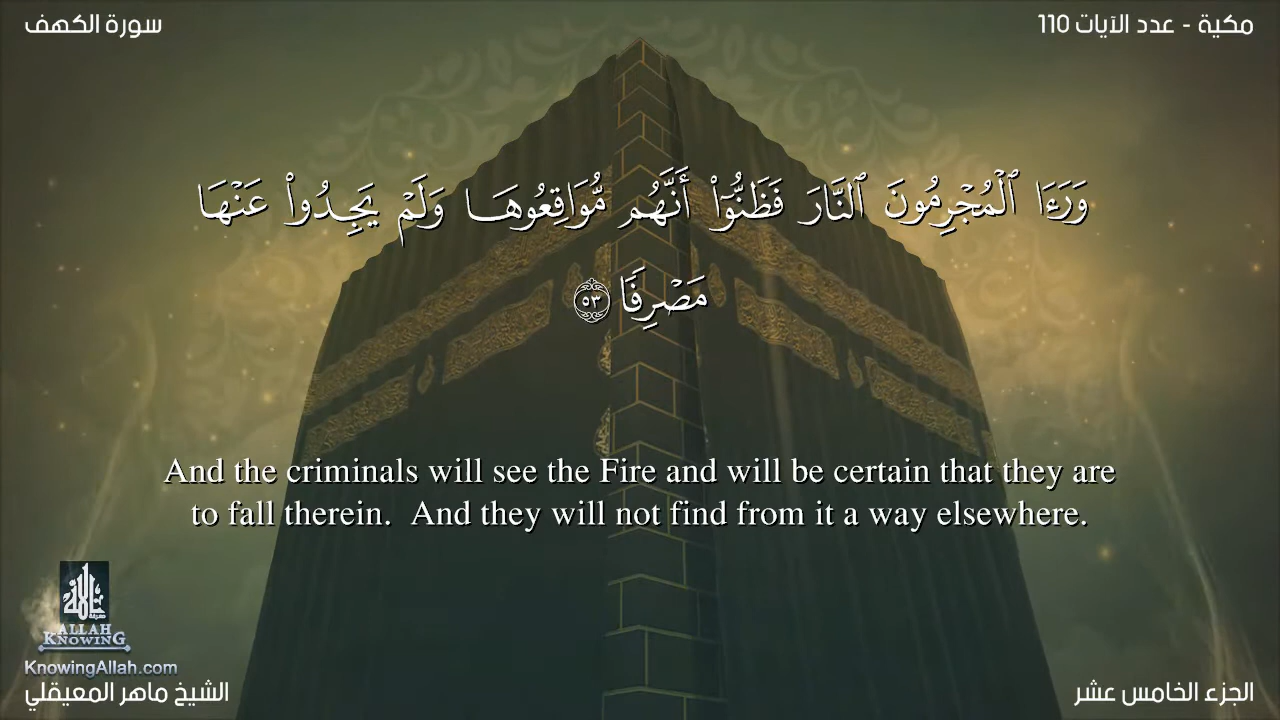 سورة الكهف
مكية - عدد الآيات 110
وَرَءَا ٱلْمُجْرِمُونَ ٱلنَّارَ فَظَنُّوٓا۟ أَنَّهُم مُّوَاقِعُوهَا وَلَمْ يَجِدُوا۟ عَنْهَا
مَصْرِفًا ٥٣
And the criminals will see the Fire and will be certain that they are
to fall therein.  And they will not find from it a way elsewhere.
ALLAH
KNOWING
KnowingAllah.com
الشيخ ماهر المعيقلي
الجزء الخامس عشر